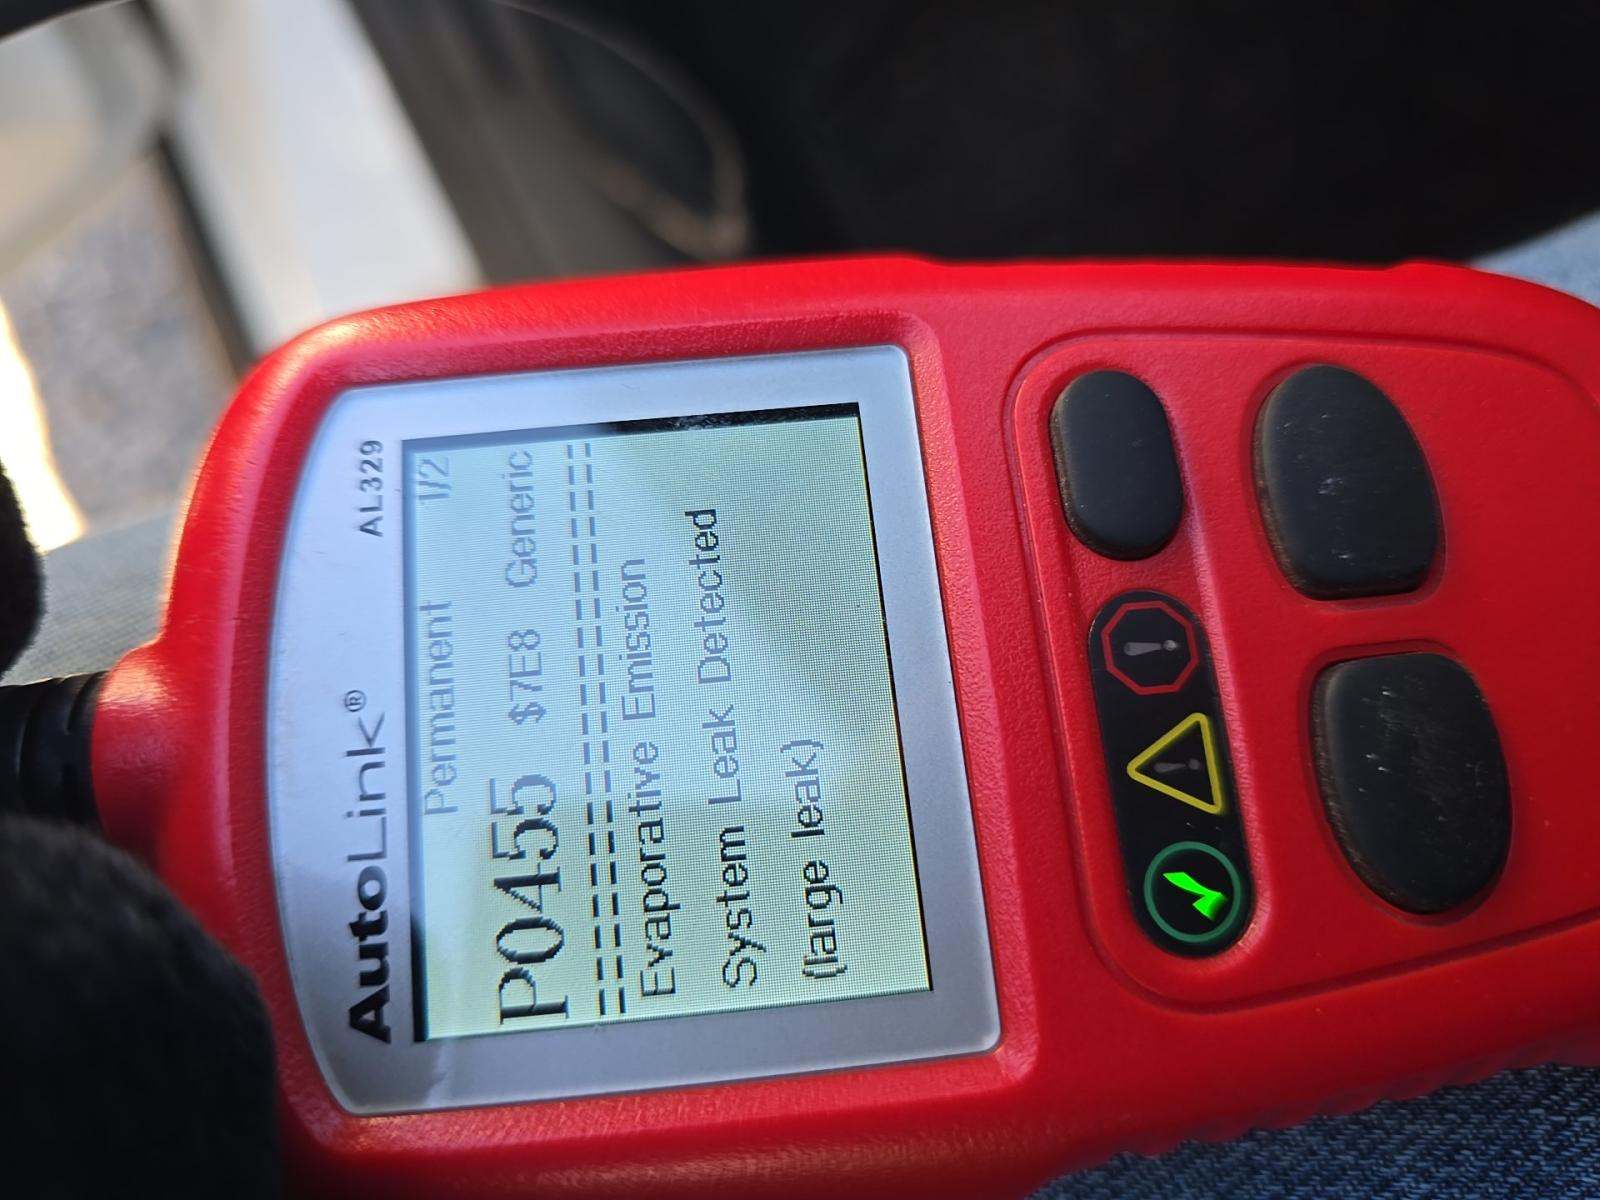 AutoLink® AL329
Permanent 1/2
P0455 $7E8 Generic
====================
Evaporative Emission
System Leak Detected
(large leak)